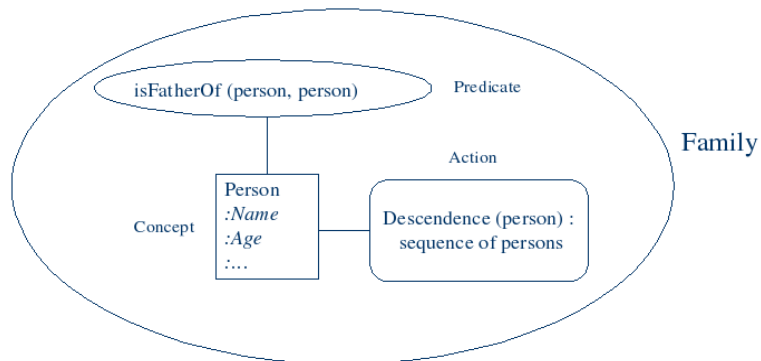 isFatherOf (person, person)
Predicate
Family
Action
Person
:Name
:Age
:...
Concept
Descendence (person) :
sequence of persons